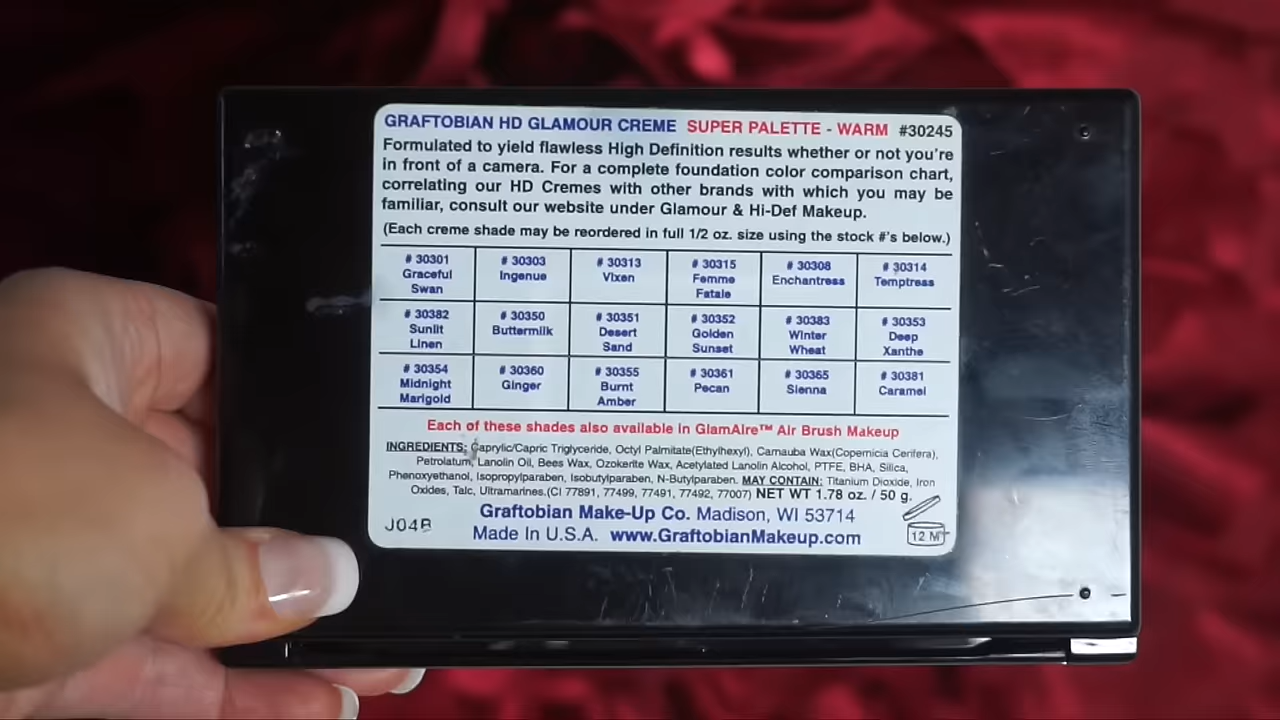 GRAFTOBIAN HD GLAMOUR CREME SUPER PALETTE - WARM #30245
Formulated to yield flawless High Definition results whether or not you're
in front of a camera. For a complete foundation color comparison chart,
correlating our HD Cremes with other brands with which you may be
familiar, consult our website under Glamour & Hi-Def Makeup.
(Each creme shade may be reordered in full 1/2 oz. size using the stock #'s below.)
# 30301 # 30303 # 30313 # 30315 # 30308 # 30314
Graceful Ingenue Vixen Femme Enchantress Temptress
Swan Fatale
# 30382 # 30350 # 30351 # 30352 # 30383 # 30353
Sunlit Buttermilk Desert Golden Winter Deep
Linen Sand Sunset Wheat Xanthe
# 30354 # 30360 # 30355 # 30361 # 30365 # 30381
Midnight Ginger Burnt Pecan Sienna Caramel
Marigold Amber
Each of these shades also available in GlamAire™ Air Brush Makeup
INGREDIENTS: Caprylic/Capric Triglyceride, Octyl Palmitate(Ethylhexyl), Carnauba Wax(Copernicia Cerifera),
Petrolatum, Lanolin Oil, Bees Wax, Ozokerite Wax, Acetylated Lanolin Alcohol, PTFE, BHA, Silica,
Phenoxyethanol, Isopropylparaben, Isobutylparaben, N-Butylparaben. MAY CONTAIN: Titanium Dioxide, Iron
Oxides, Talc, Ultramarines.(CI 77891, 77499, 77491, 77492, 77007) NET WT 1.78 oz. / 50 g.
Graftobian Make-Up Co. Madison, WI 53714
J04B Made In U.S.A. www.GraftobianMakeup.com 12 M